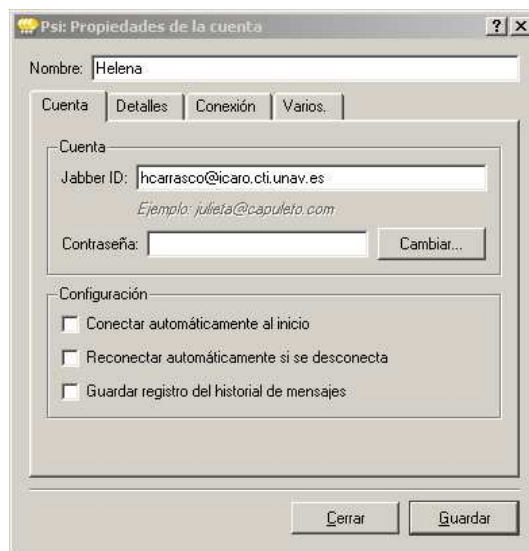 Psi: Propiedades de la cuenta
Nombre: Helena
Cuenta Detalles Conexión Varios.
Cuenta
Jabber ID: hcarrasco@icaro.cti.unav.es
Ejemplo: julieta@capuleto.com
Contraseña: Cambiar...
Configuración
Conectar automáticamente al inicio
Reconectar automáticamente si se desconecta
Guardar registro del historial de mensajes
Cerrar Guardar